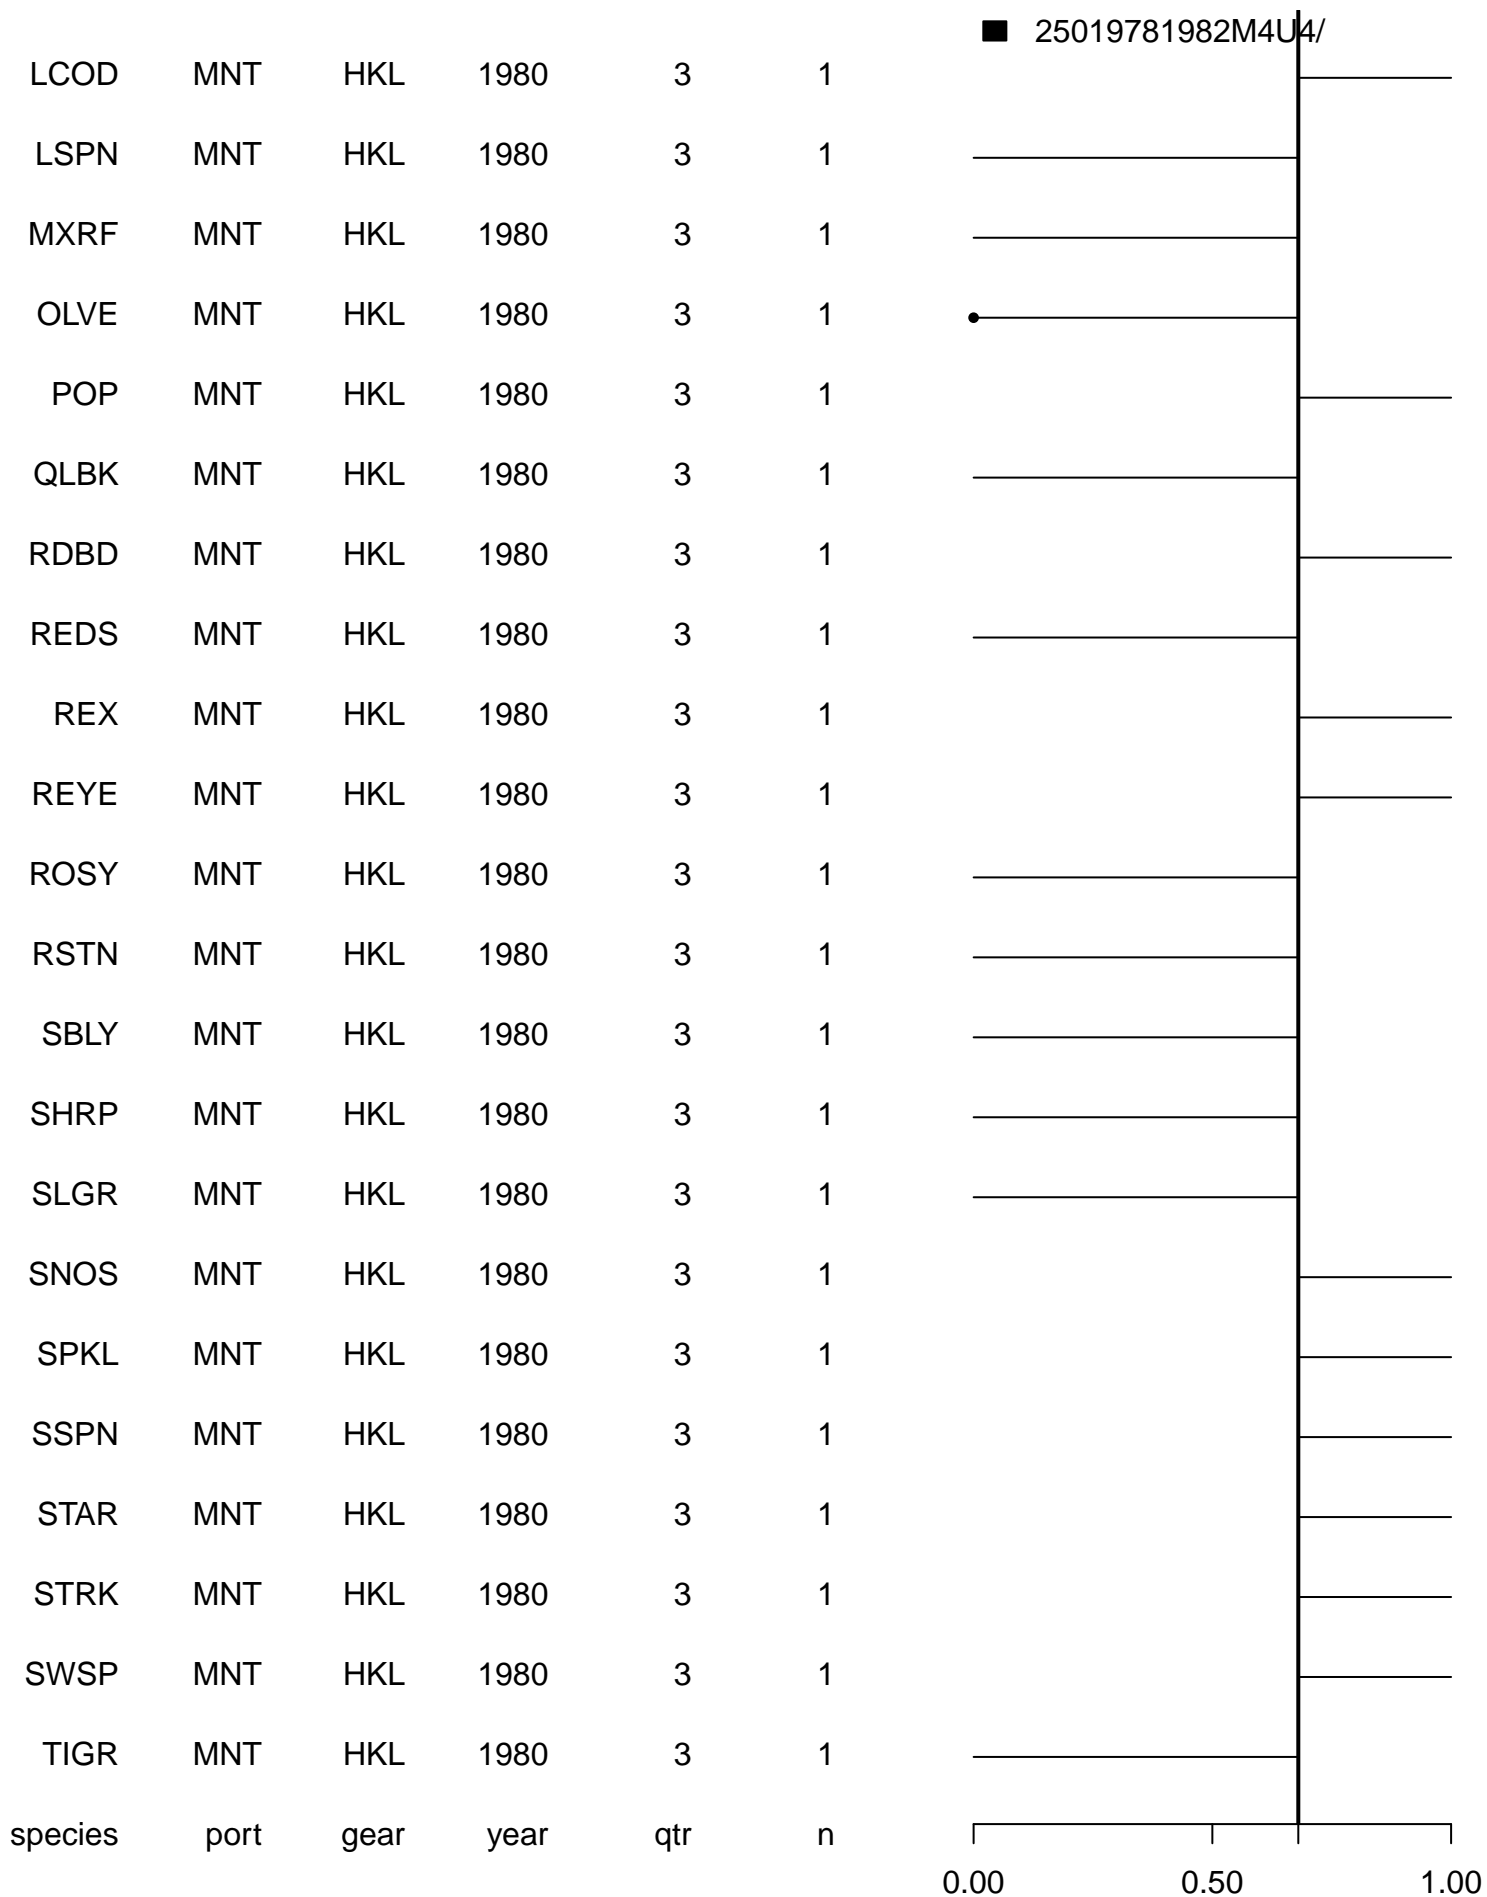 25019781982M4U4/
LCOD MNT HKL 1980 3 1
LSPN MNT HKL 1980 3 1
MXRF MNT HKL 1980 3 1
OLVE MNT HKL 1980 3 1
POP MNT HKL 1980 3 1
QLBK MNT HKL 1980 3 1
RDBD MNT HKL 1980 3 1
REDS MNT HKL 1980 3 1
REX MNT HKL 1980 3 1
REYE MNT HKL 1980 3 1
ROSY MNT HKL 1980 3 1
RSTN MNT HKL 1980 3 1
SBLY MNT HKL 1980 3 1
SHRP MNT HKL 1980 3 1
SLGR MNT HKL 1980 3 1
SNOS MNT HKL 1980 3 1
SPKL MNT HKL 1980 3 1
SSPN MNT HKL 1980 3 1
STAR MNT HKL 1980 3 1
STRK MNT HKL 1980 3 1
SWSP MNT HKL 1980 3 1
TIGR MNT HKL 1980 3 1
species port gear year qtr n
0.00 0.50 1.00